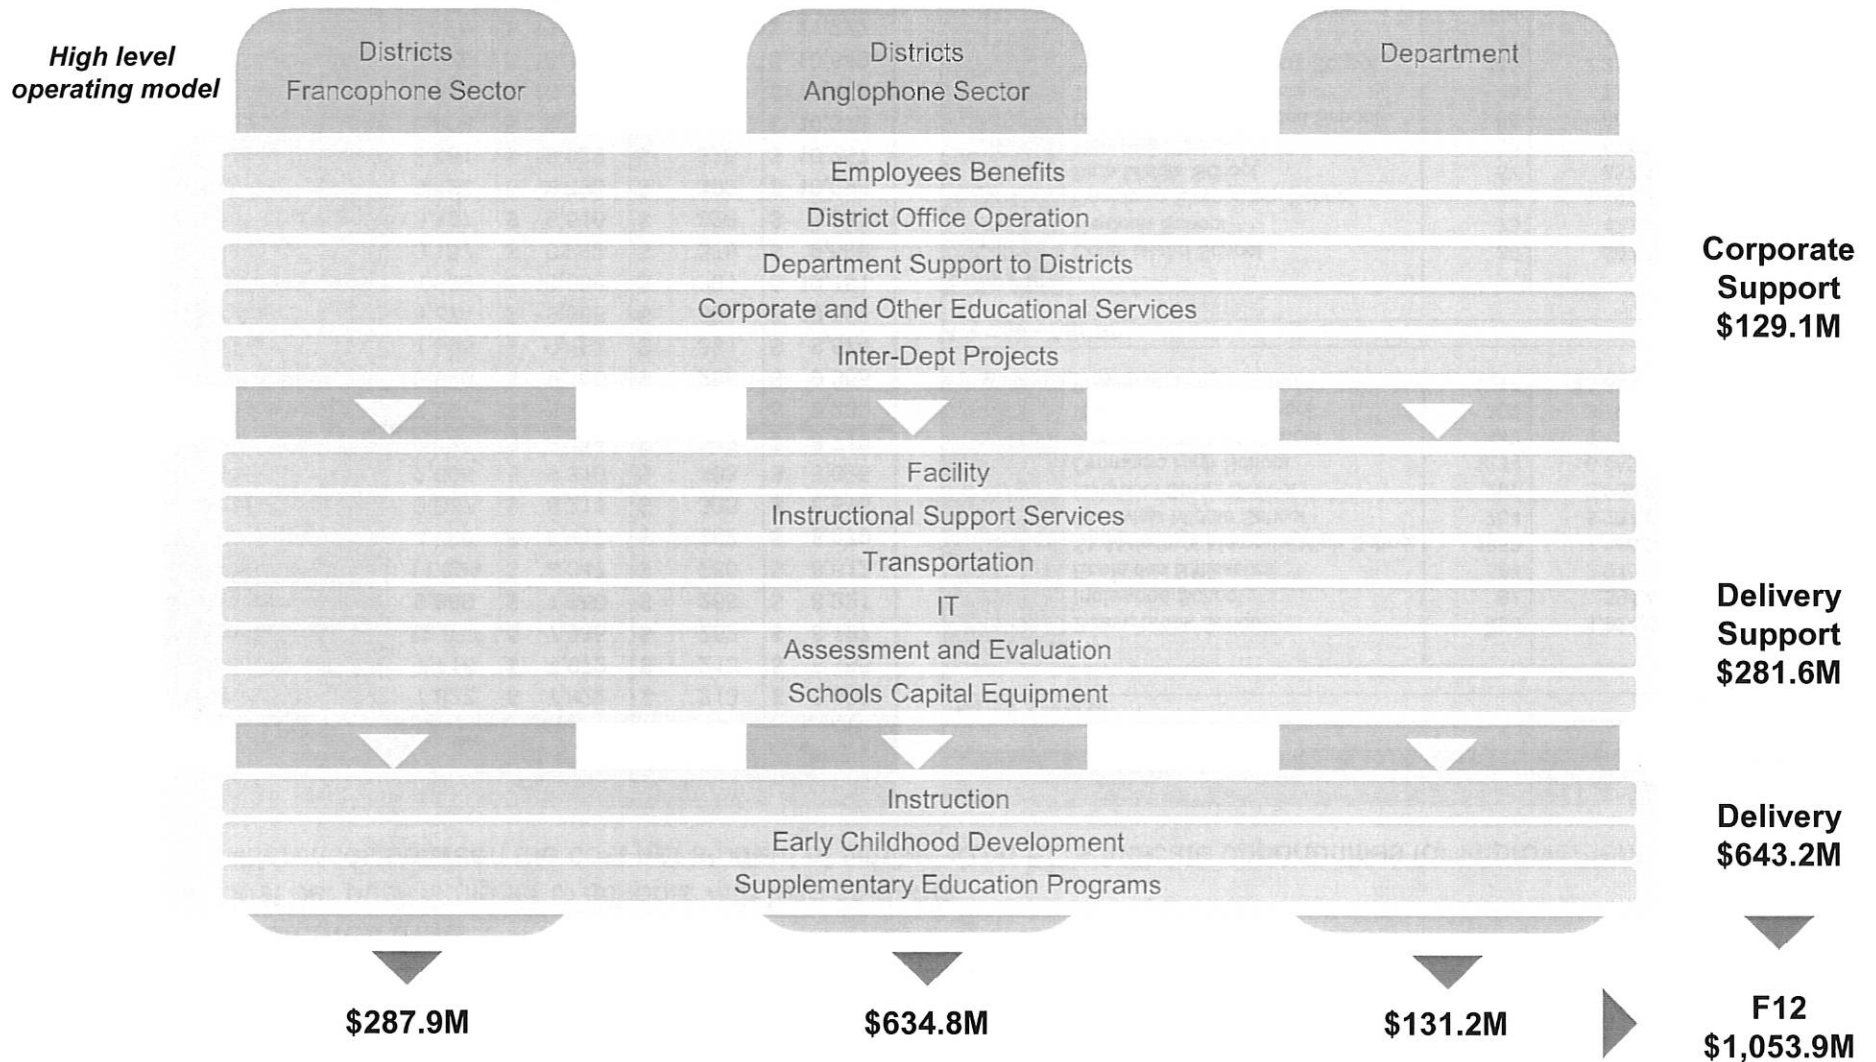 High level
operating model
Districts
Francophone Sector
Districts
Anglophone Sector
Department
Employees Benefits
District Office Operation
Department Support to Districts
Corporate and Other Educational Services
Inter-Dept Projects
Corporate
Support
$129.1M
Facility
Instructional Support Services
Transportation
IT
Assessment and Evaluation
Schools Capital Equipment
Delivery
Support
$281.6M
Instruction
Early Childhood Development
Supplementary Education Programs
Delivery
$643.2M
$287.9M
$634.8M
$131.2M
F12
$1,053.9M